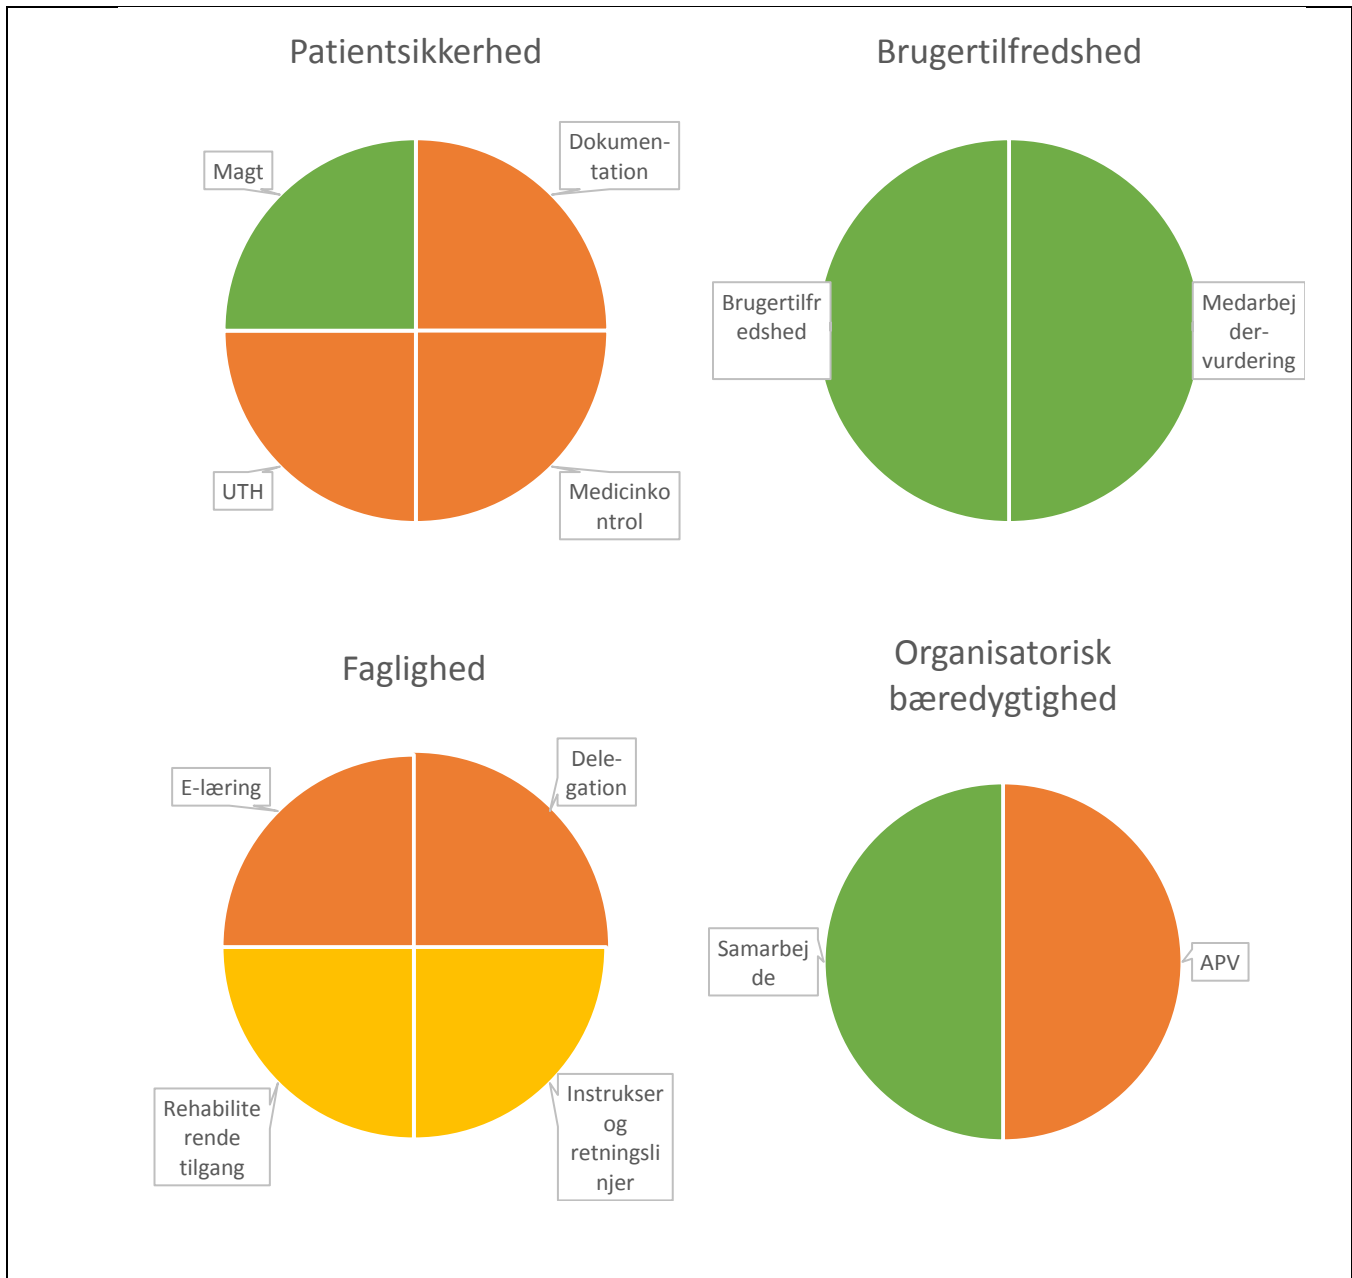 Patientsikkerhed
Magt
Dokumen-
tation
UTH
Medicinko
ntrol
Brugertilfredshed
Brugertilfr
edshed
Medarbej
der-
vurdering
Faglighed
E-læring
Dele-
gation
Rehabilite
rende
tilgang
Instrukser
og
retningsli
njer
Organisatorisk
bæredygtighed
Samarbej
de
APV